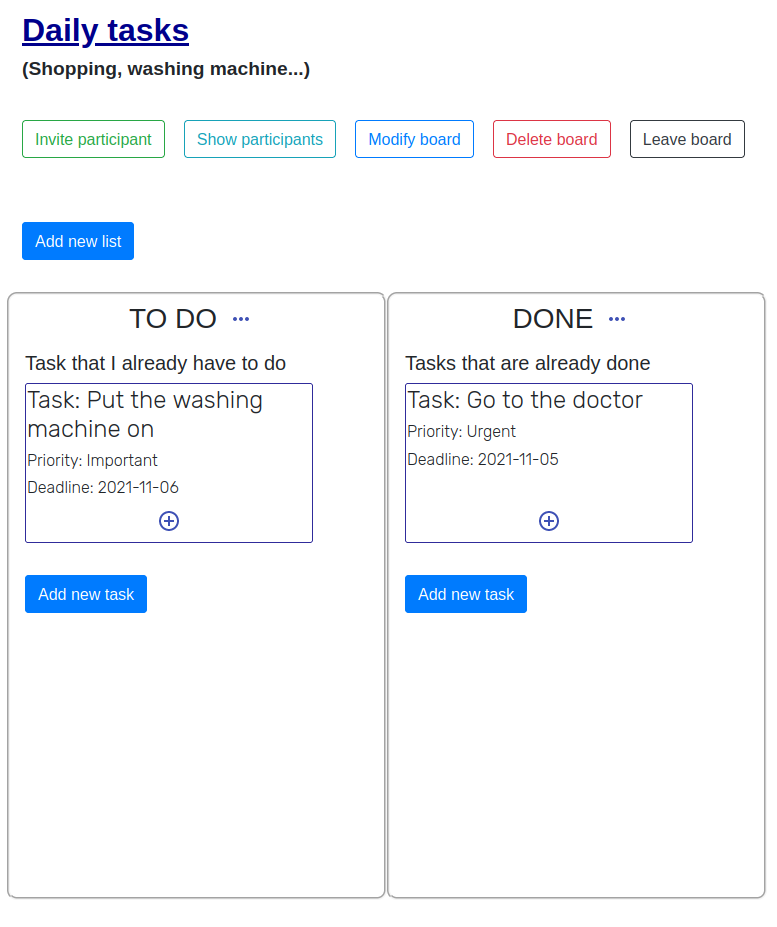 Daily tasks
(Shopping, washing machine...)
Invite participant
Show participants
Modify board
Delete board
Leave board
Add new list
TO DO
Task that I already have to do
Task: Put the washing
machine on
Priority: Important
Deadline: 2021-11-06
Add new task
DONE
Tasks that are already done
Task: Go to the doctor
Priority: Urgent
Deadline: 2021-11-05
Add new task